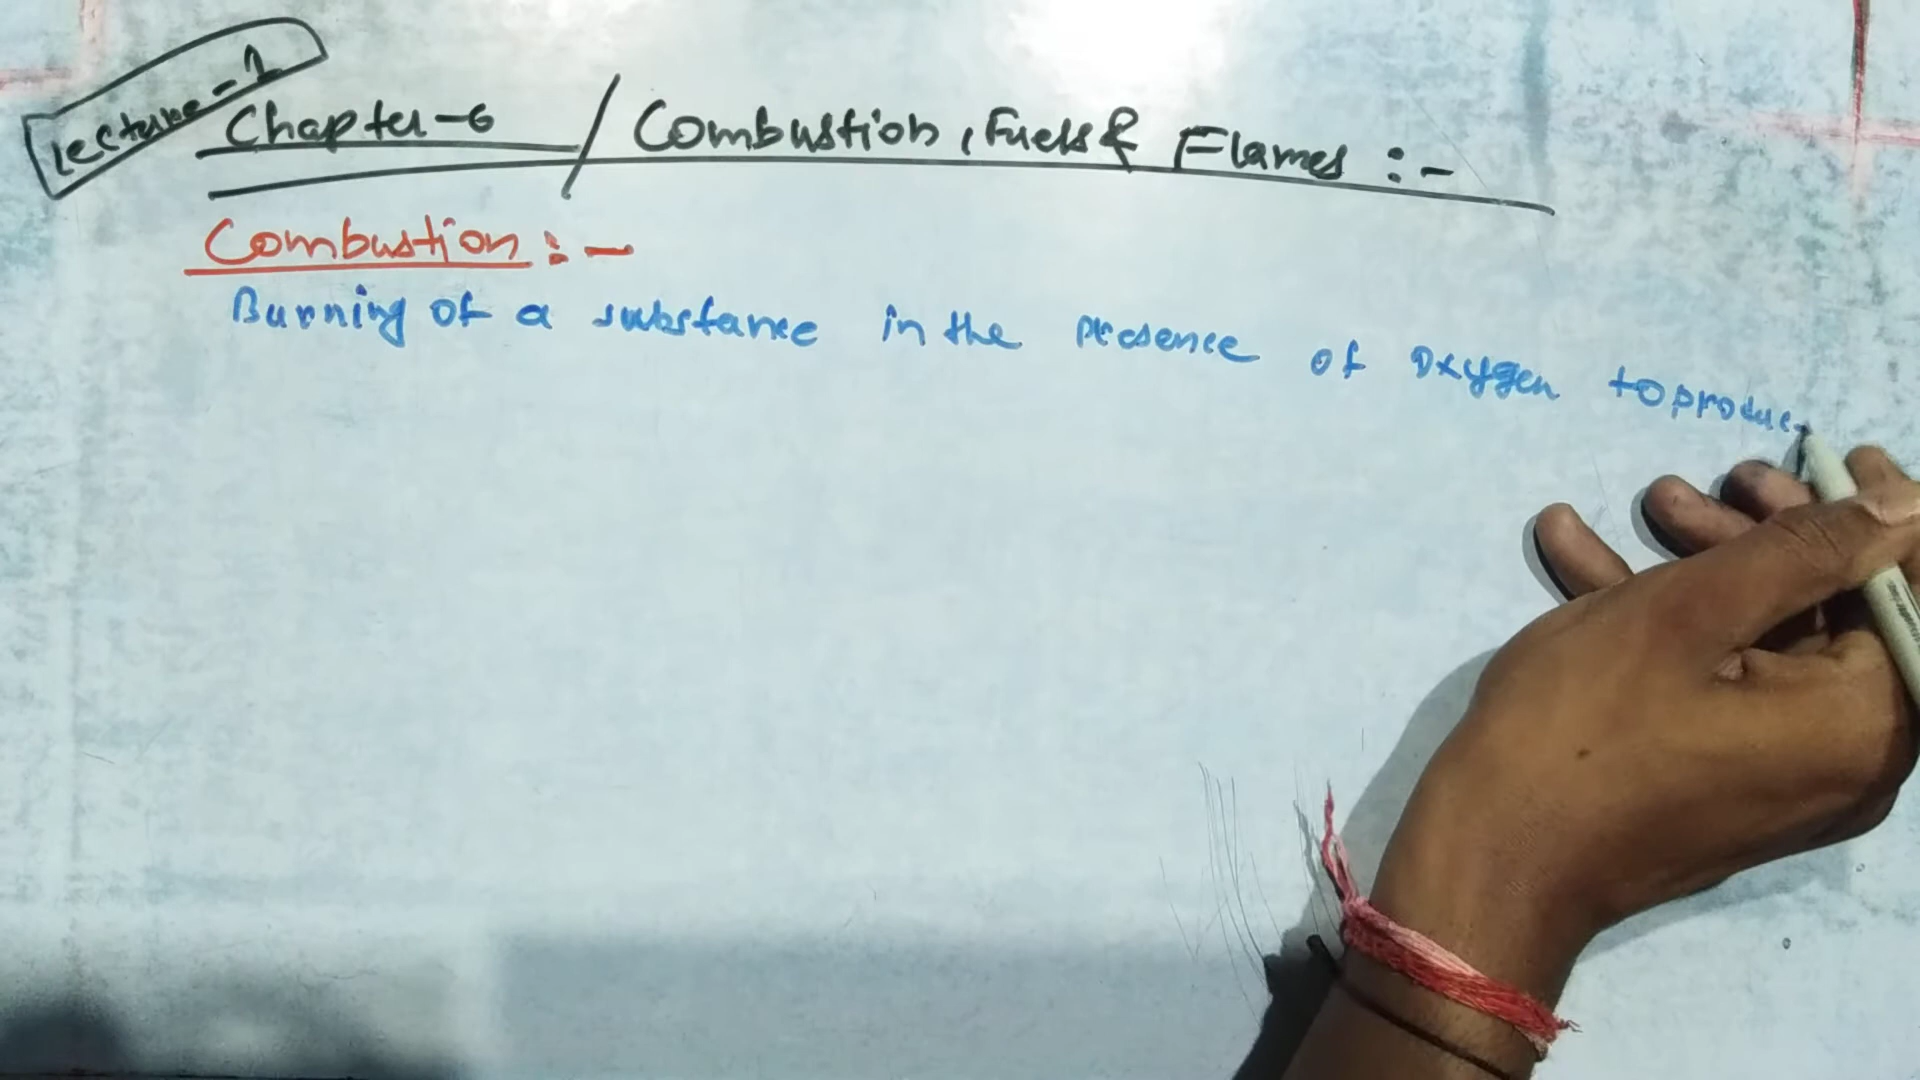 Lecture-1
Chapter-6 / Combustion, Fuels & Flames :-
Combustion :-
Burning of a substance in the presence of oxygen to produce